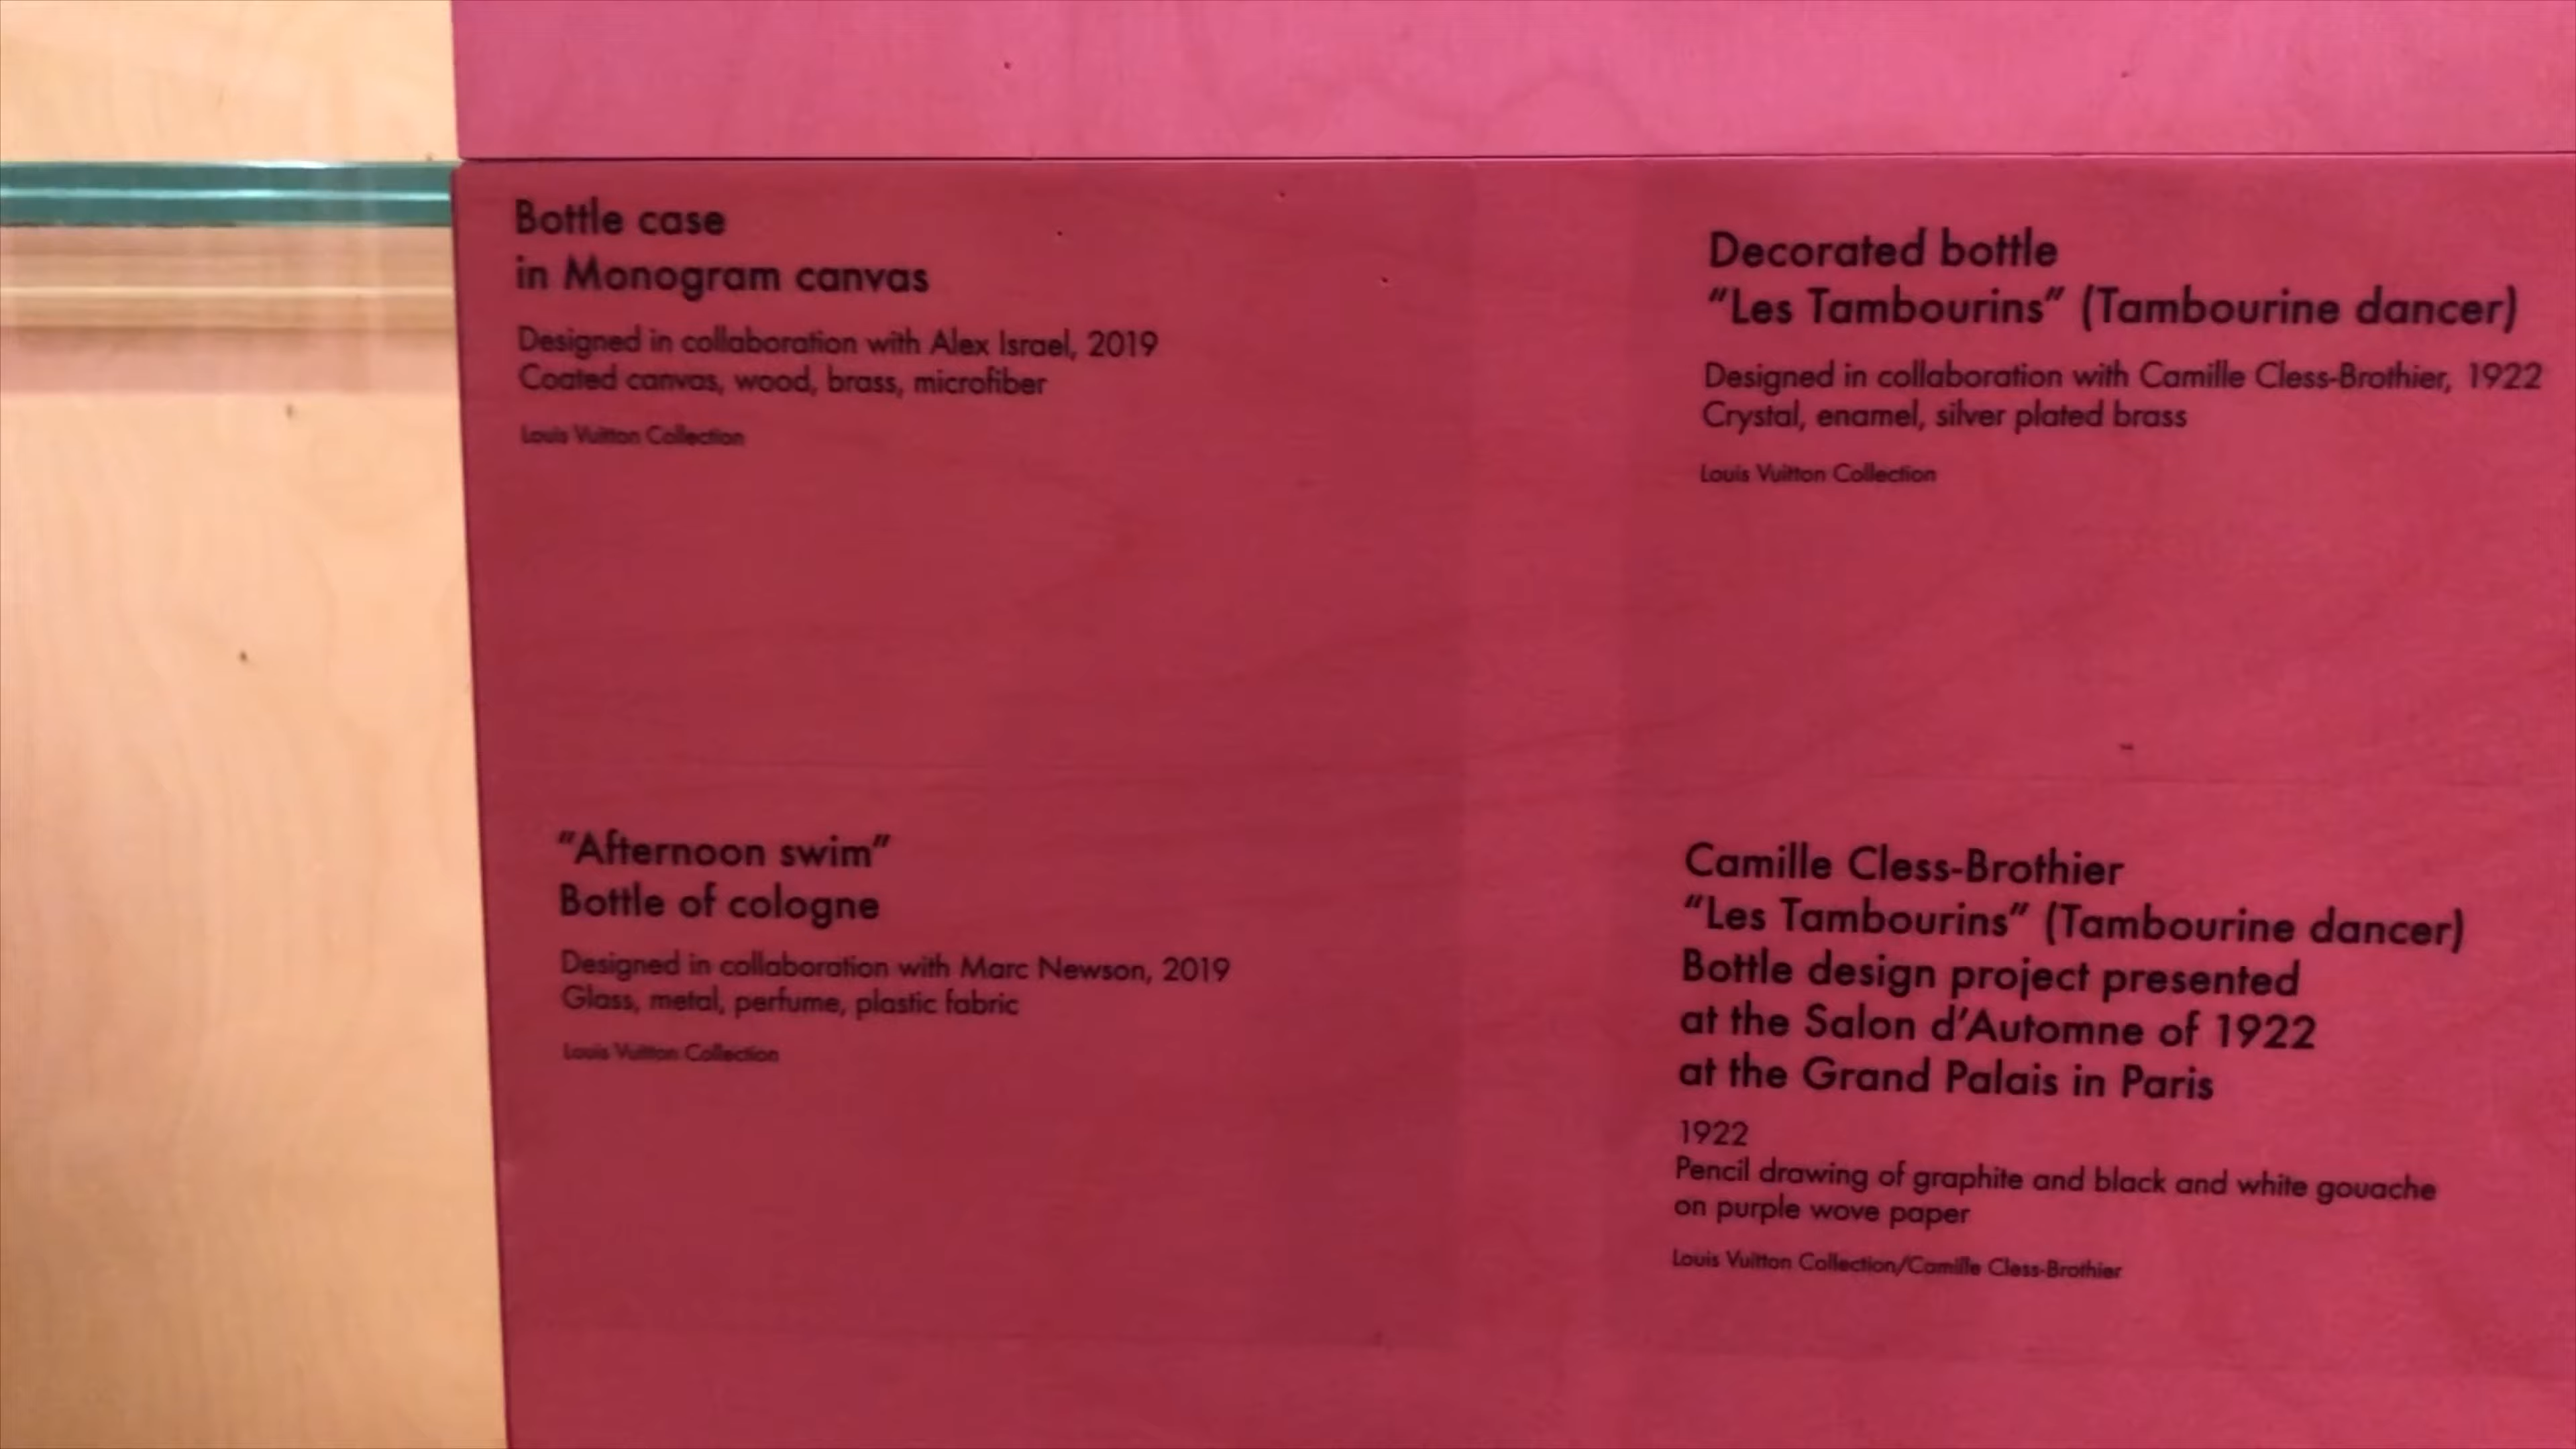 Bottle case
in Monogram canvas
Designed in collaboration with Alex Israel, 2019
Coated canvas, wood, brass, microfiber
Louis Vuitton Collection
"Afternoon swim"
Bottle of cologne
Designed in collaboration with Marc Newson, 2019
Glass, metal, perfume, plastic fabric
Louis Vuitton Collection
Decorated bottle
"Les Tambourins" (Tambourine dancer)
Designed in collaboration with Camille Cless-Brothier, 1922
Crystal, enamel, silver plated brass
Louis Vuitton Collection
Camille Cless-Brothier
"Les Tambourins" (Tambourine dancer)
Bottle design project presented
at the Salon d'Automne of 1922
at the Grand Palais in Paris
1922
Pencil drawing of graphite and black and white gouache
on purple wove paper
Louis Vuitton Collection/Camille Cless-Brothier